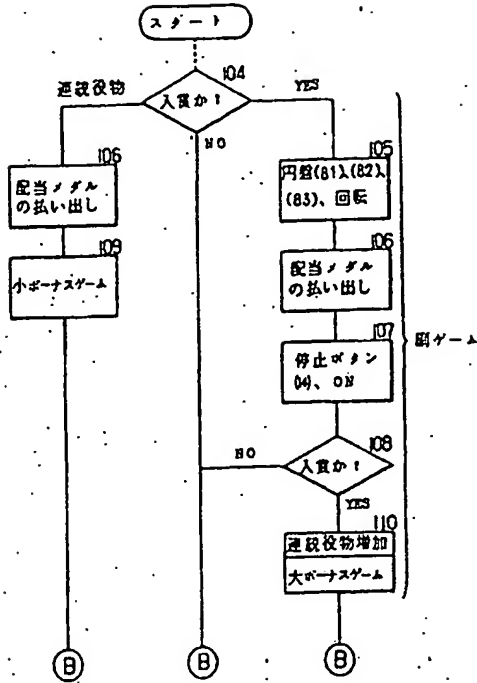 スタート
104
連続役物
入賞か?
YES
NO
106
配当メダル
の払い出し
109
小ボーナスゲーム
105
円盤(81)、(82)、
(83)、回転
106
配当メダル
の払い出し
107
停止ボタン
(14)、ON
副ゲーム
108
NO
入賞か?
YES
110
連続役物増加
大ボーナスゲーム
B
B
B